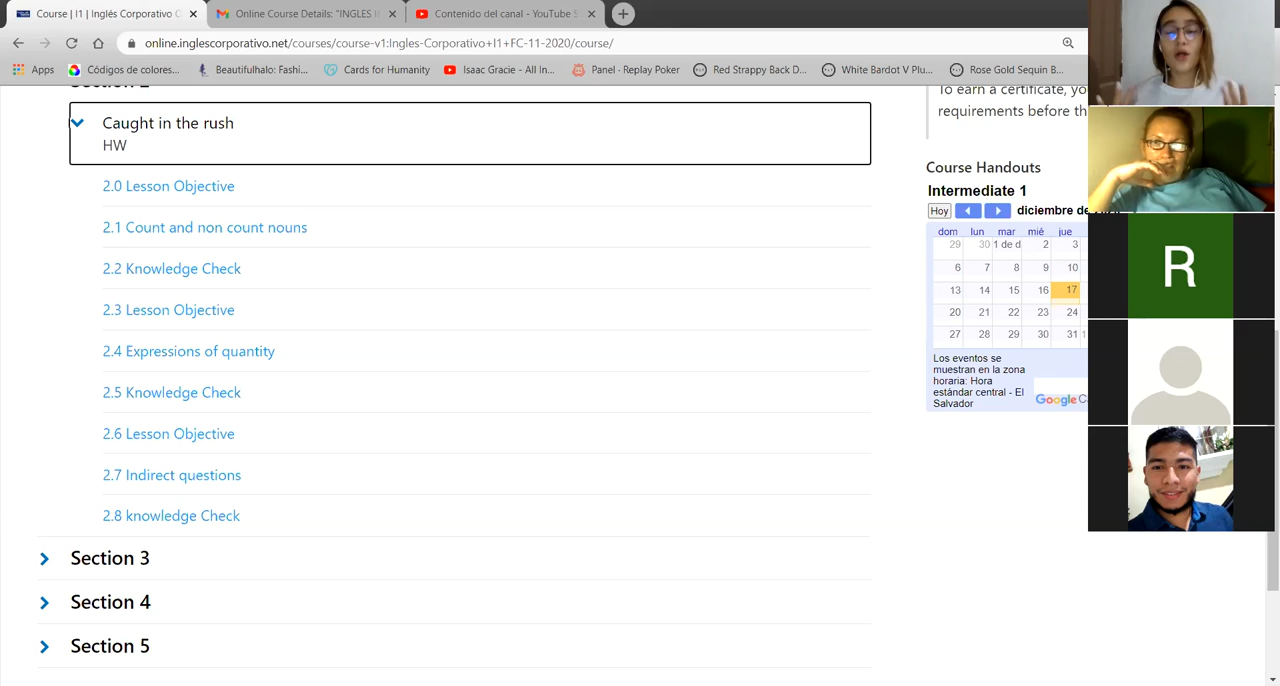 Course | I1 | Inglés Corporativo C
Online Course Details: "INGLES I
Contenido del canal - YouTube S
online.inglescorporativo.net/courses/course-v1:Ingles-Corporativo+I1+FC-11-2020/course/
Apps
Códigos de colores...
Beautifulhalo: Fashi...
Cards for Humanity
Isaac Gracie - All In...
Panel - Replay Poker
Red Strappy Back D...
White Bardot V Plu...
Rose Gold Sequin B...
Caught in the rush
HW
2.0 Lesson Objective
2.1 Count and non count nouns
2.2 Knowledge Check
2.3 Lesson Objective
2.4 Expressions of quantity
2.5 Knowledge Check
2.6 Lesson Objective
2.7 Indirect questions
2.8 knowledge Check
Section 3
Section 4
Section 5
To earn a certificate, yo
requirements before th
Course Handouts
Intermediate 1
Hoy
diciembre de
dom lun mar mié jue
29 30 1 de d 2 3
6 7 8 9 10
13 14 15 16 17
20 21 22 23 24
27 28 29 30 31 1
Los eventos se
muestran en la zona
horaria: Hora
estándar central - El
Salvador
Google C
R